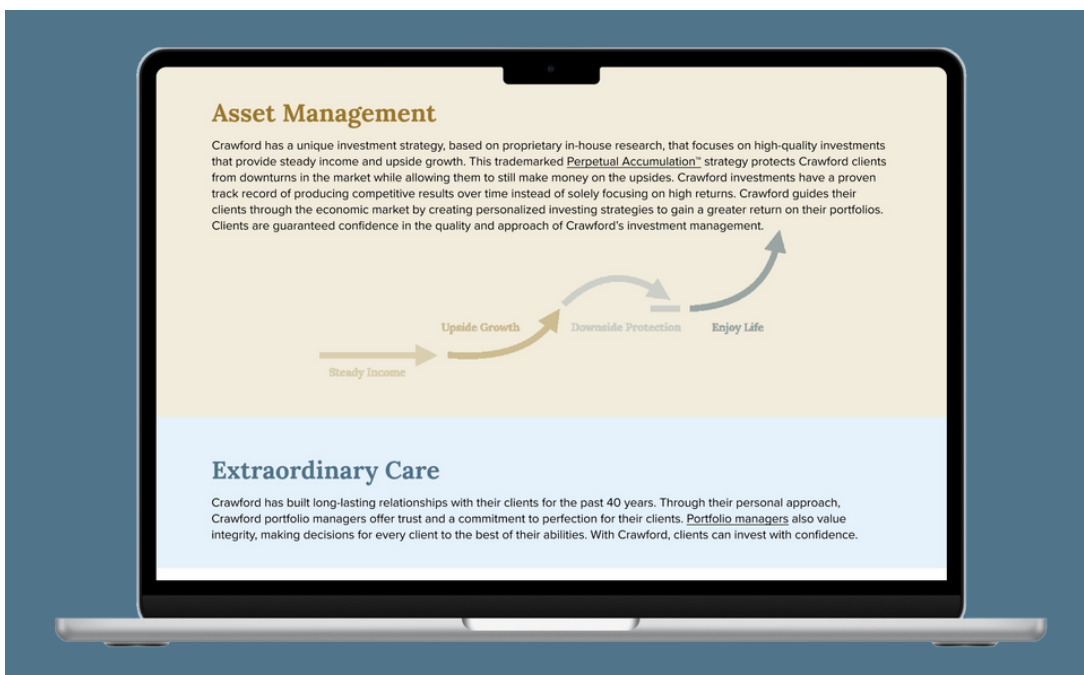 Asset Management
Crawford has a unique investment strategy, based on proprietary in-house research, that focuses on high-quality investments
that provide steady income and upside growth. This trademarked Perpetual Accumulation™ strategy protects Crawford clients
from downturns in the market while allowing them to still make money on the upsides. Crawford investments have a proven
track record of producing competitive results over time instead of solely focusing on high returns. Crawford guides their
clients through the economic market by creating personalized investing strategies to gain a greater return on their portfolios.
Clients are guaranteed confidence in the quality and approach of Crawford's investment management.
Upside Growth
Downside Protection
Enjoy Life
Steady Income
Extraordinary Care
Crawford has built long-lasting relationships with their clients for the past 40 years. Through their personal approach,
Crawford portfolio managers offer trust and a commitment to perfection for their clients. Portfolio managers also value
integrity, making decisions for every client to the best of their abilities. With Crawford, clients can invest with confidence.